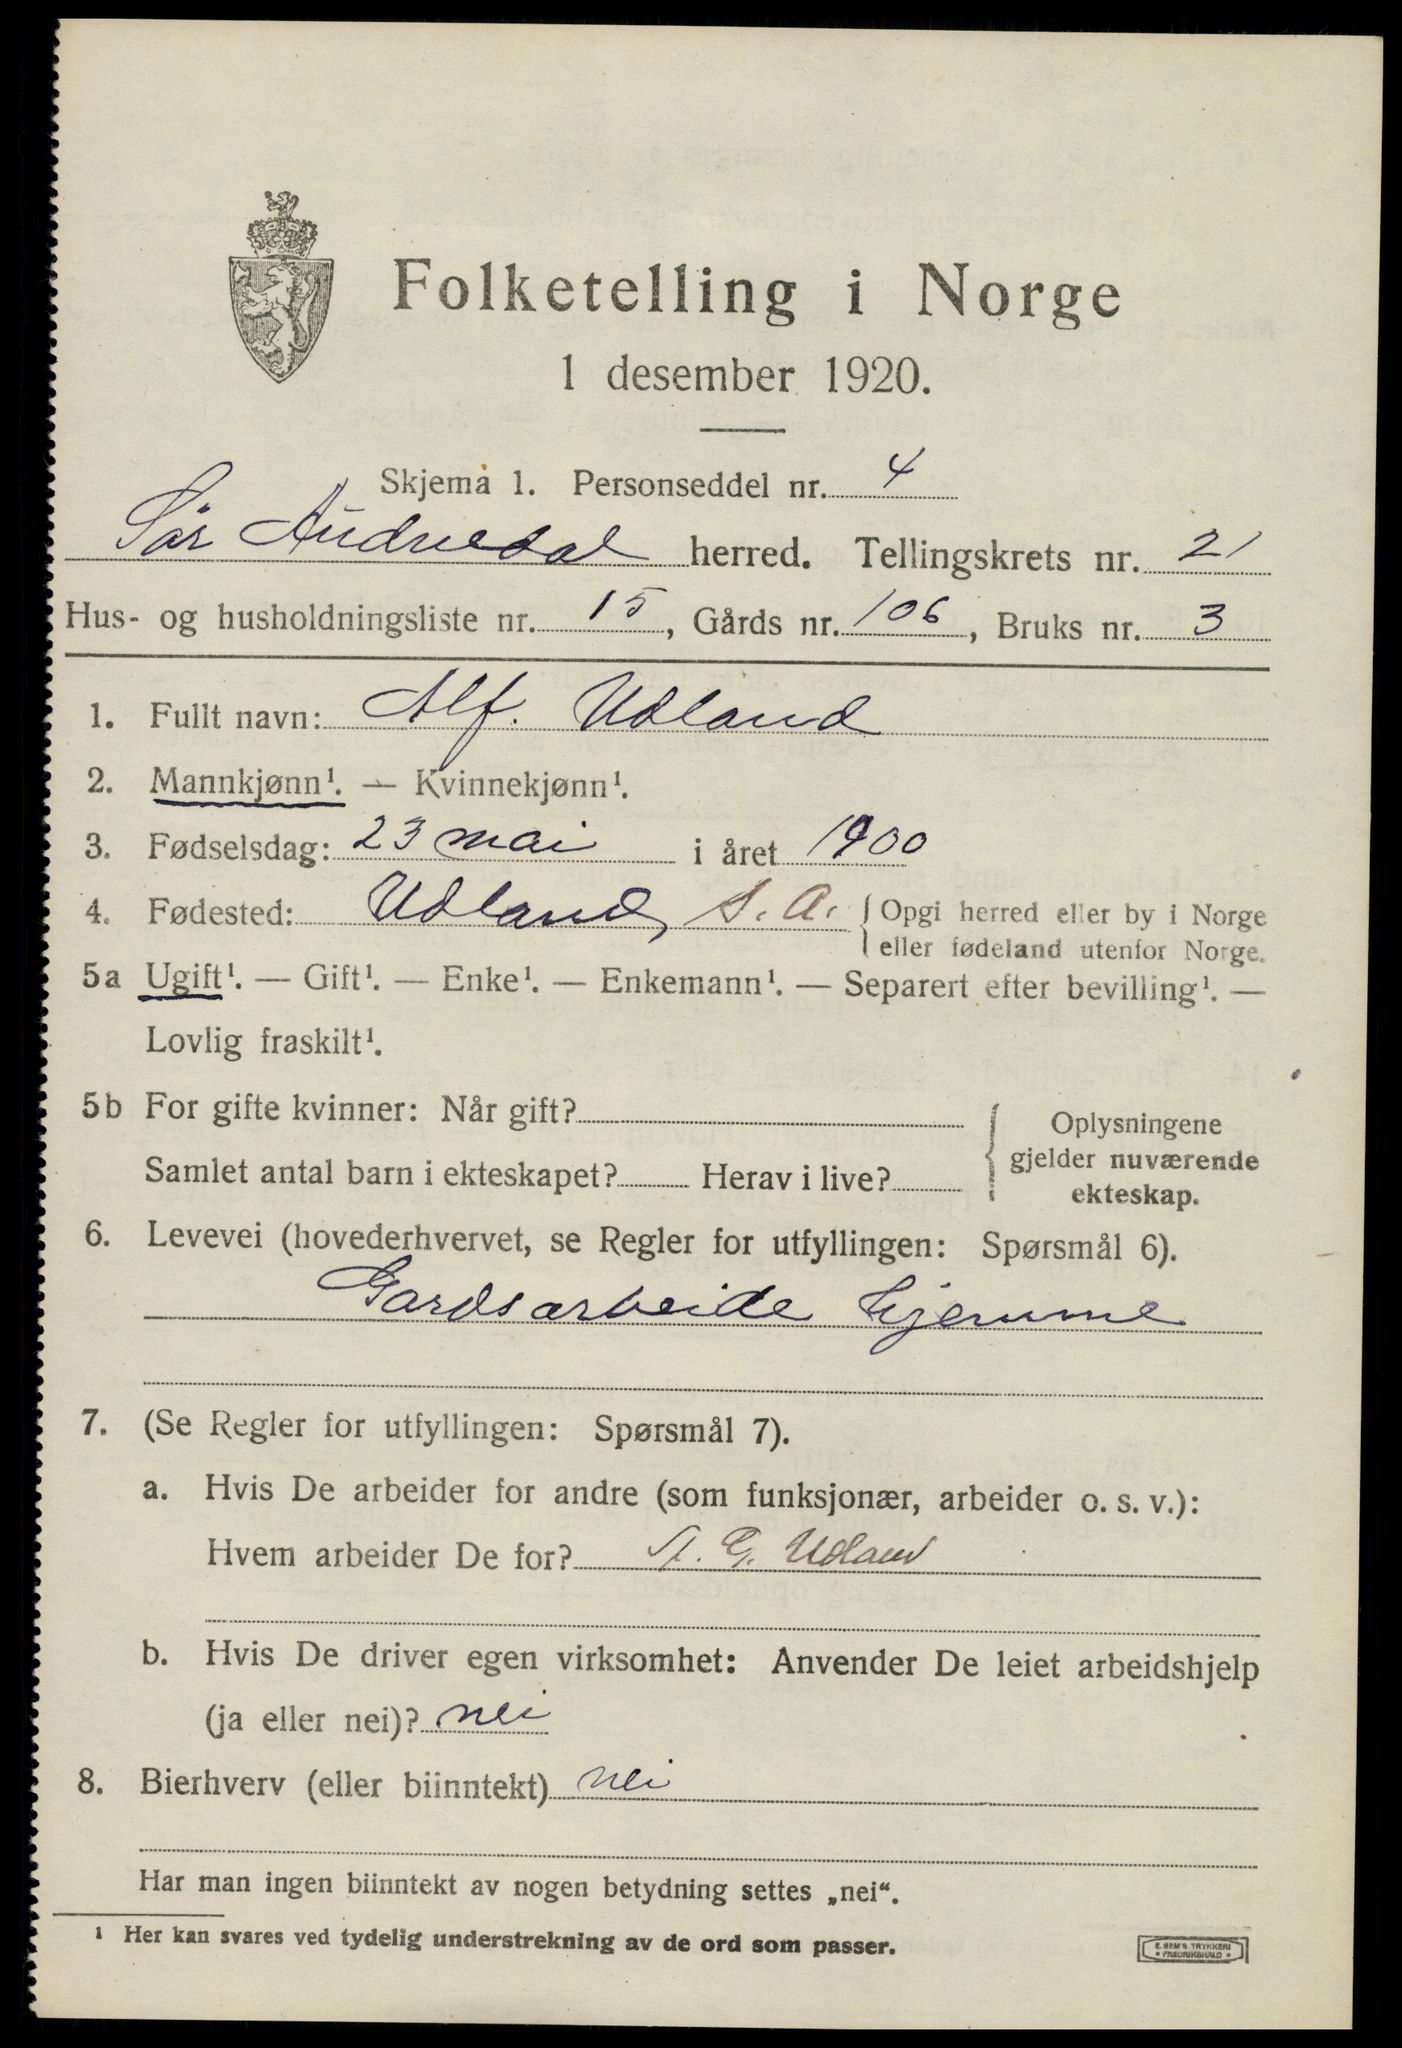 Folketelling i Norge
1 desember 1920.
Skjema 1. Personseddel nr. 4
Sør Audnedal herred. Tellingskrets nr. 21
Hus- og husholdningsliste nr. 15, Gårds nr. 106, Bruks nr. 3
1. Fullt navn: Alf. Udland
2. Mannkjønn¹. — Kvinnekjønn¹.
3. Fødselsdag: 23 mai i året 1900
4. Fødested: Udland, S. A. { Opgi herred eller by i Norge
eller fødeland utenfor Norge.
5a Ugift¹. — Gift¹. — Enke¹. — Enkemann¹. — Separert efter bevilling¹. —
Lovlig fraskilt¹.
5b For gifte kvinner: Når gift?
Samlet antal barn i ekteskapet? Herav i live?
{ Oplysningene
gjelder nuværende
ekteskap.
6. Levevei (hovederhvervet, se Regler for utfyllingen: Spørsmål 6).
Gardsarbeide hjemme
7. (Se Regler for utfyllingen: Spørsmål 7).
a. Hvis De arbeider for andre (som funksjonær, arbeider o. s. v.):
Hvem arbeider De for? A. G. Udland
b. Hvis De driver egen virksomhet: Anvender De leiet arbeidshjelp
(ja eller nei)? nei
8. Bierhverv (eller biinntekt) nei
Har man ingen biinntekt av nogen betydning settes „nei“.
¹ Her kan svares ved tydelig understrekning av de ord som passer.
E. SEM'S TRYKKERI
FREDRIKSHALD